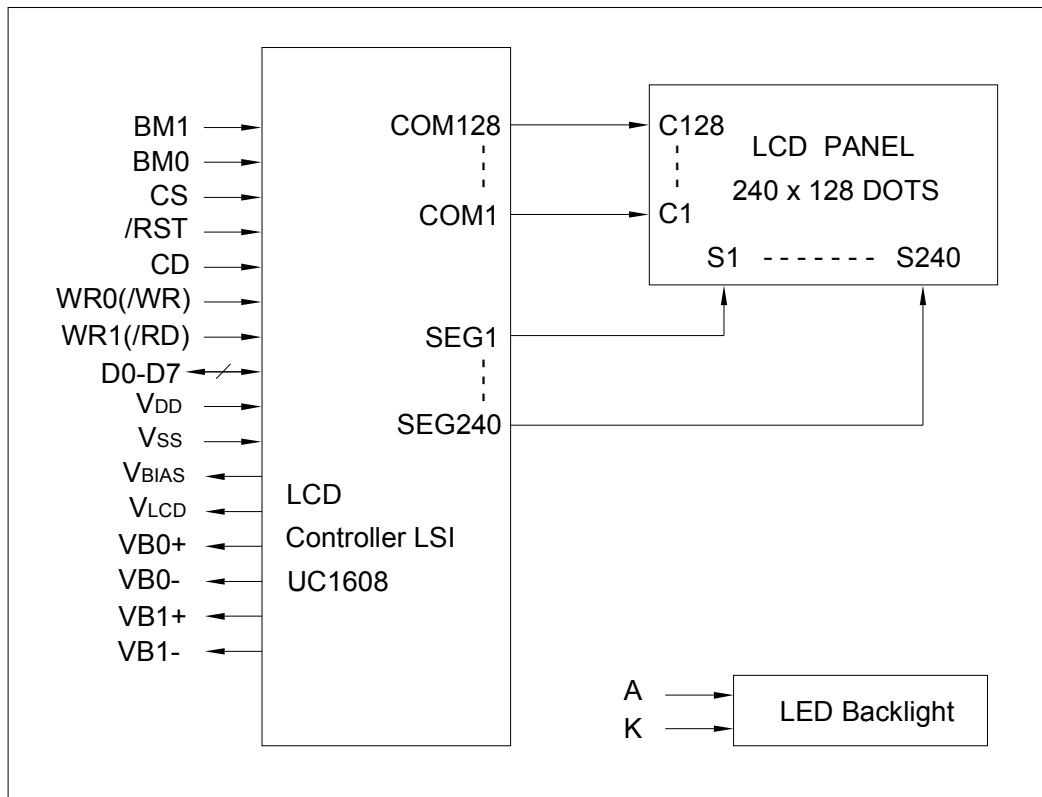 BM1
BM0
CS
/RST
CD
WR0(/WR)
WR1(/RD)
D0-D7
VDD
VSS
VBIAS
VLCD
VB0+
VB0-
VB1+
VB1-
COM128
COM1
SEG1
SEG240
LCD
Controller LSI
UC1608
C128
C1
LCD PANEL
240 x 128 DOTS
S1 - - - - - - - S240
A
K
LED Backlight